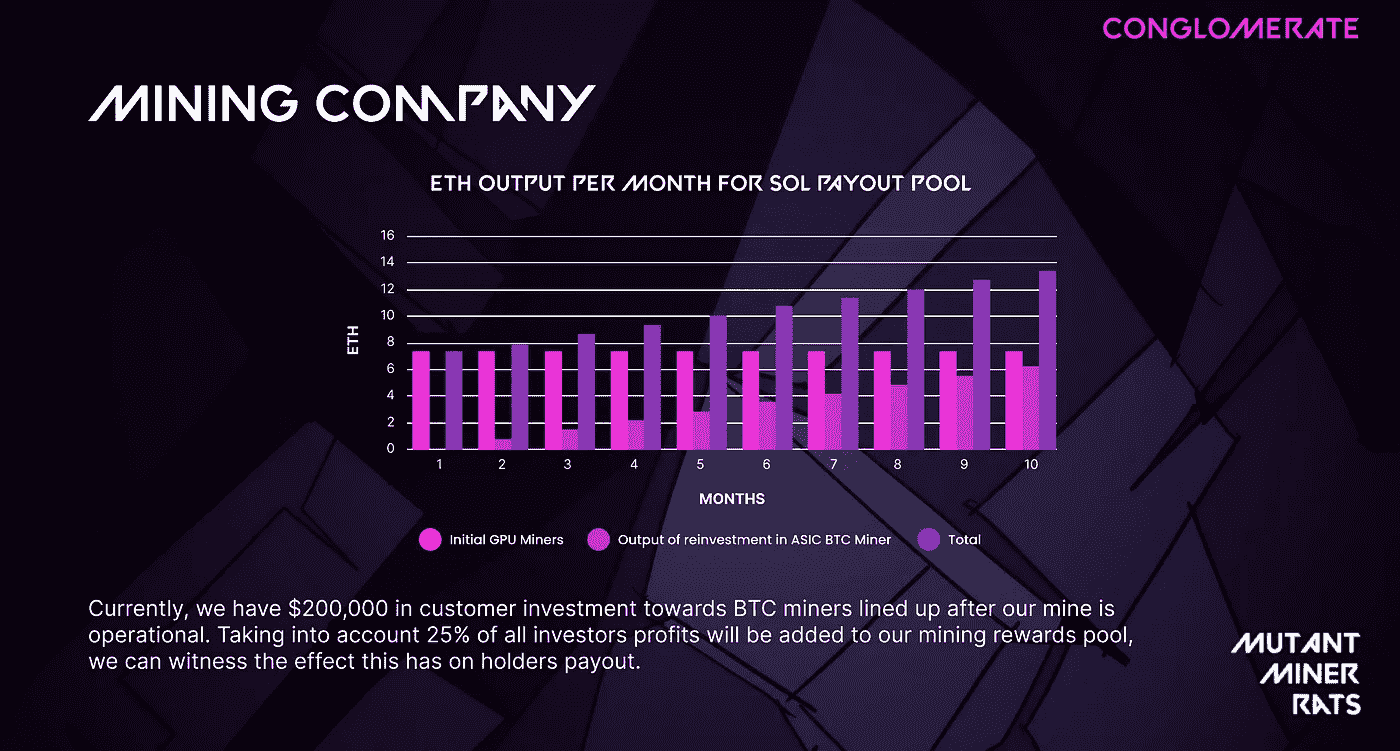 CONGLOMERATE
MINING COMPANY
ETH OUTPUT PER MONTH FOR SOL PAYOUT POOL
16
14
12
10
8
6
4
2
0
ETH
1 2 3 4 5 6 7 8 9 10
MONTHS
Initial GPU Miners Output of reinvestment in ASIC BTC Miner Total
Currently, we have $200,000 in customer investment towards BTC miners lined up after our mine is
operational. Taking into account 25% of all investors profits will be added to our mining rewards pool,
we can witness the effect this has on holders payout.
MUTANT
MINER
RATS